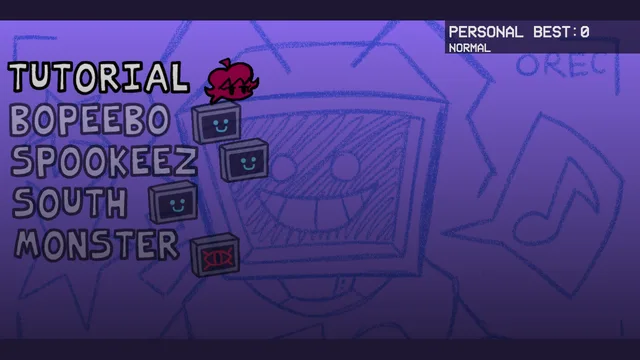 PERSONAL BEST:0
NORMAL
TUTORIAL
BOPEEBO
SPOOKEEZ
SOUTH
MONSTER